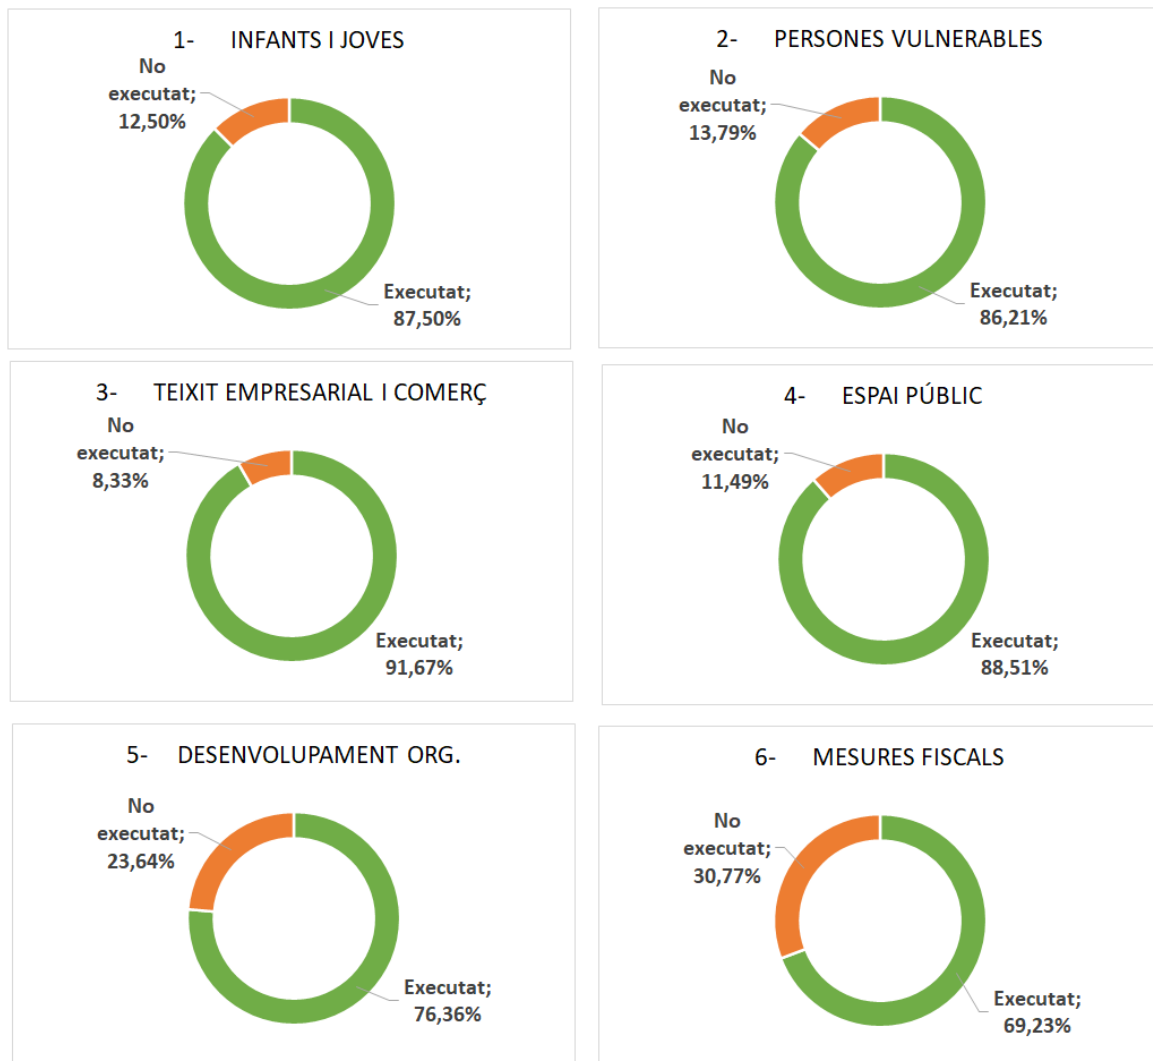 1- INFANTS I JOVES
No
executat;
12,50%
Executat;
87,50%
2- PERSONES VULNERABLES
No
executat;
13,79%
Executat;
86,21%
3- TEIXIT EMPRESARIAL I COMERÇ
No
executat;
8,33%
Executat;
91,67%
4- ESPAI PÚBLIC
No
executat;
11,49%
Executat;
88,51%
5- DESENVOLUPAMENT ORG.
No
executat;
23,64%
Executat;
76,36%
6- MESURES FISCALS
No
executat;
30,77%
Executat;
69,23%